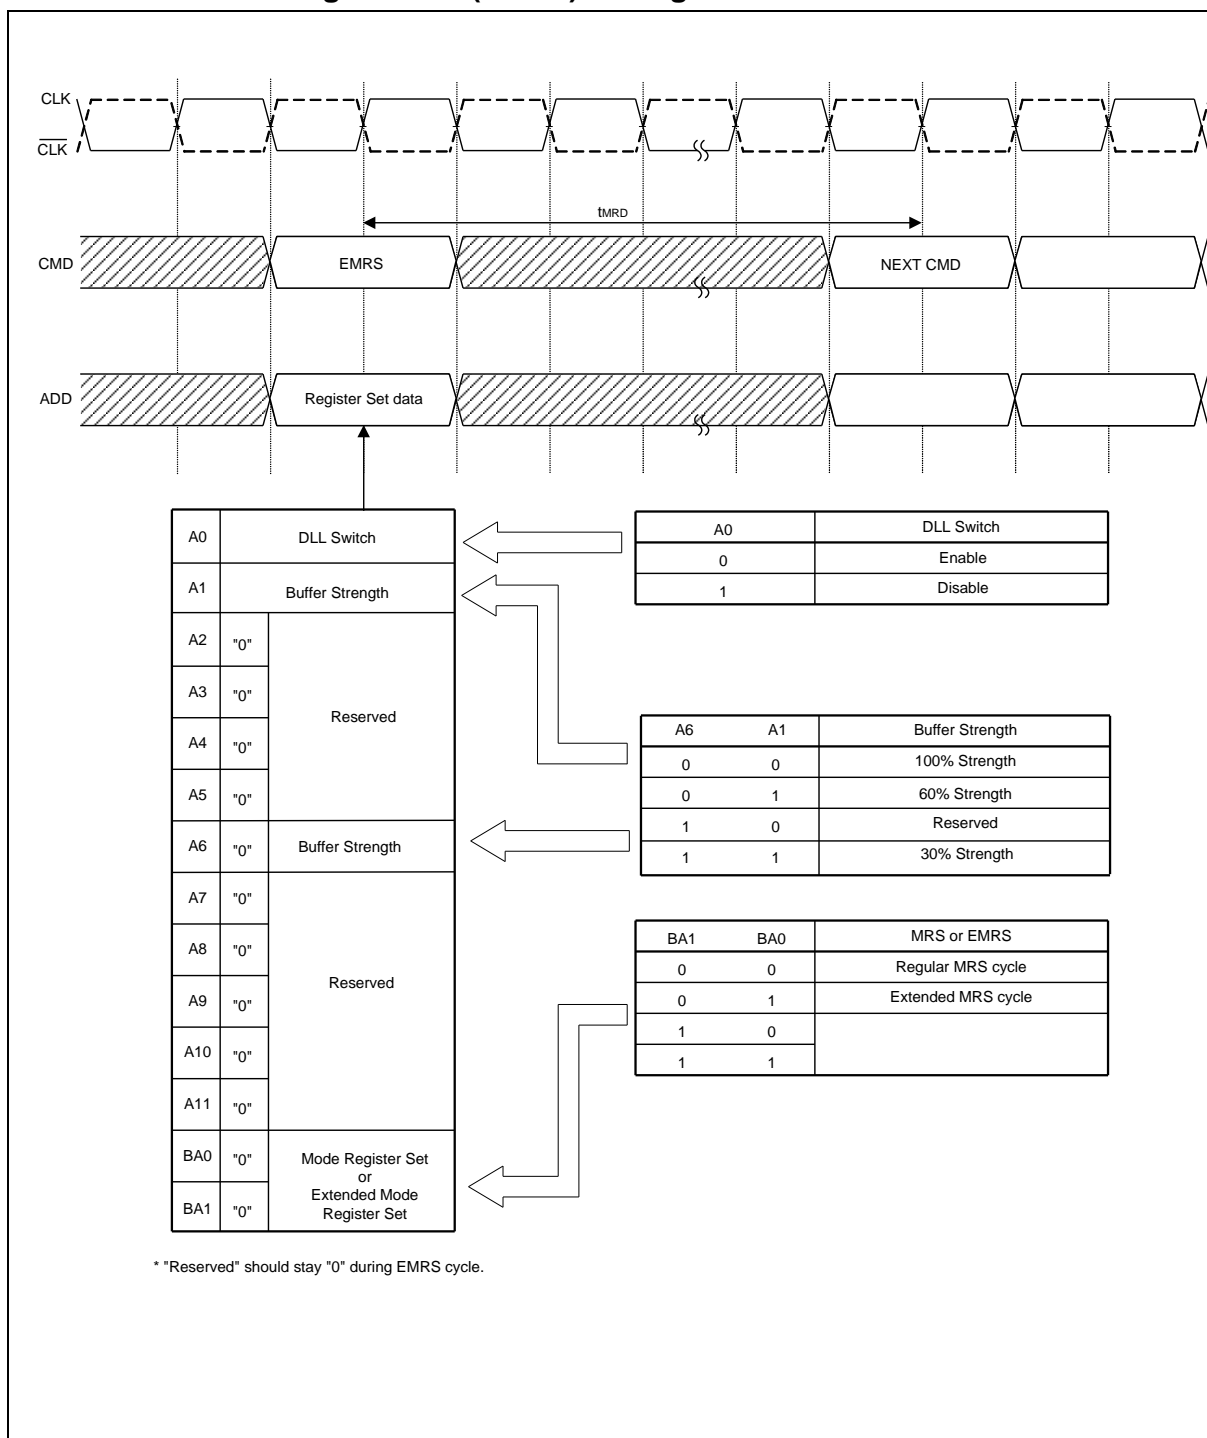 CLK
CLK
tMRD
CMD
EMRS
NEXT CMD
ADD
Register Set data
A0 DLL Switch
A1 Buffer Strength
A2 "0"
A3 "0"
Reserved
A4 "0"
A5 "0"
A6 "0" Buffer Strength
A7 "0"
A8 "0"
Reserved
A9 "0"
A10 "0"
A11 "0"
BA0 "0"
BA1 "0"
Mode Register Set
or
Extended Mode
Register Set
A0 DLL Switch
0 Enable
1 Disable
A6 A1 Buffer Strength
0 0 100% Strength
0 1 60% Strength
1 0 Reserved
1 1 30% Strength
BA1 BA0 MRS or EMRS
0 0 Regular MRS cycle
0 1 Extended MRS cycle
1 0
1 1
* "Reserved" should stay "0" during EMRS cycle.